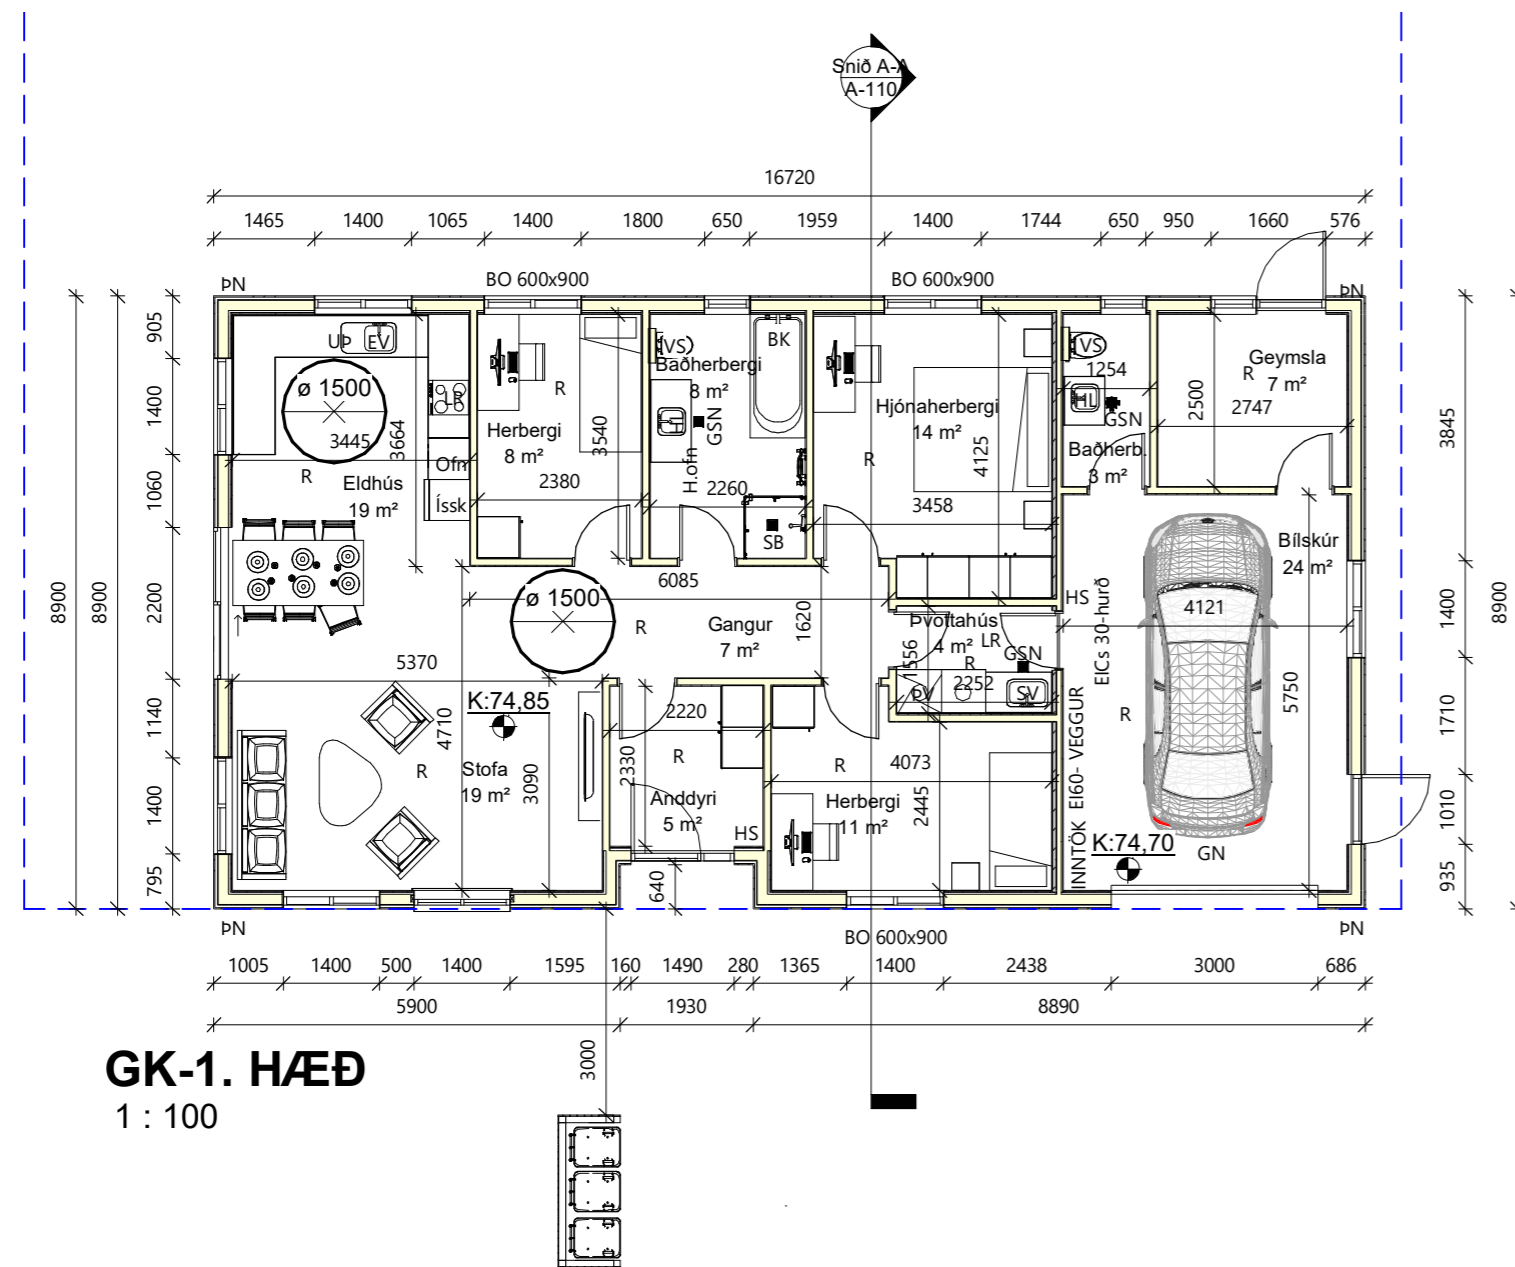 Snið A-A
A-110
16720
1465 1400 1065 1400 1800 650 1959 1400 1744 650 950 1660 576
ÞN BO 600x900 BO 600x900 ÞN
8900
8900
905
1400
1060
2200
1140
1400
795
UÞ EV
ø 1500
3445
3664
LR
Ofn
Íssk
R
Eldhús
19 m²
R
Herbergi
8 m²
3540
2380
(VS)
Baðherbergi
8 m²
HL
GSN
H.ofn
2260
BK
SB
Hjónaherbergi
14 m²
R
4125
3458
VS
1254
HL
GSN
Baðherb.
3 m²
2500
Geymsla
R
7 m²
2747
Bílskúr
24 m²
4121
5750
R
HS
EICs 30-hurð
INNTÖK EI60- VEGGUR
K:74,70
GN
6085
ø 1500
R
Gangur
7 m²
1620
Þvottahús
4 m²
LR
R
GSN
1556
ÞV
2252
SV
5370
K:74,85
4710
3090
R
Stofa
19 m²
2220
2330
R
Anddyri
5 m²
HS
640
4073
R
Herbergi
11 m²
2445
3845
1400
1710
1010
935
8900
ÞN BO 600x900 ÞN
1005 1400 500 1400 1595 160 1490 280 1365 1400 2438 3000 686
5900 1930 8890
3000
GK-1. HÆÐ
1 : 100